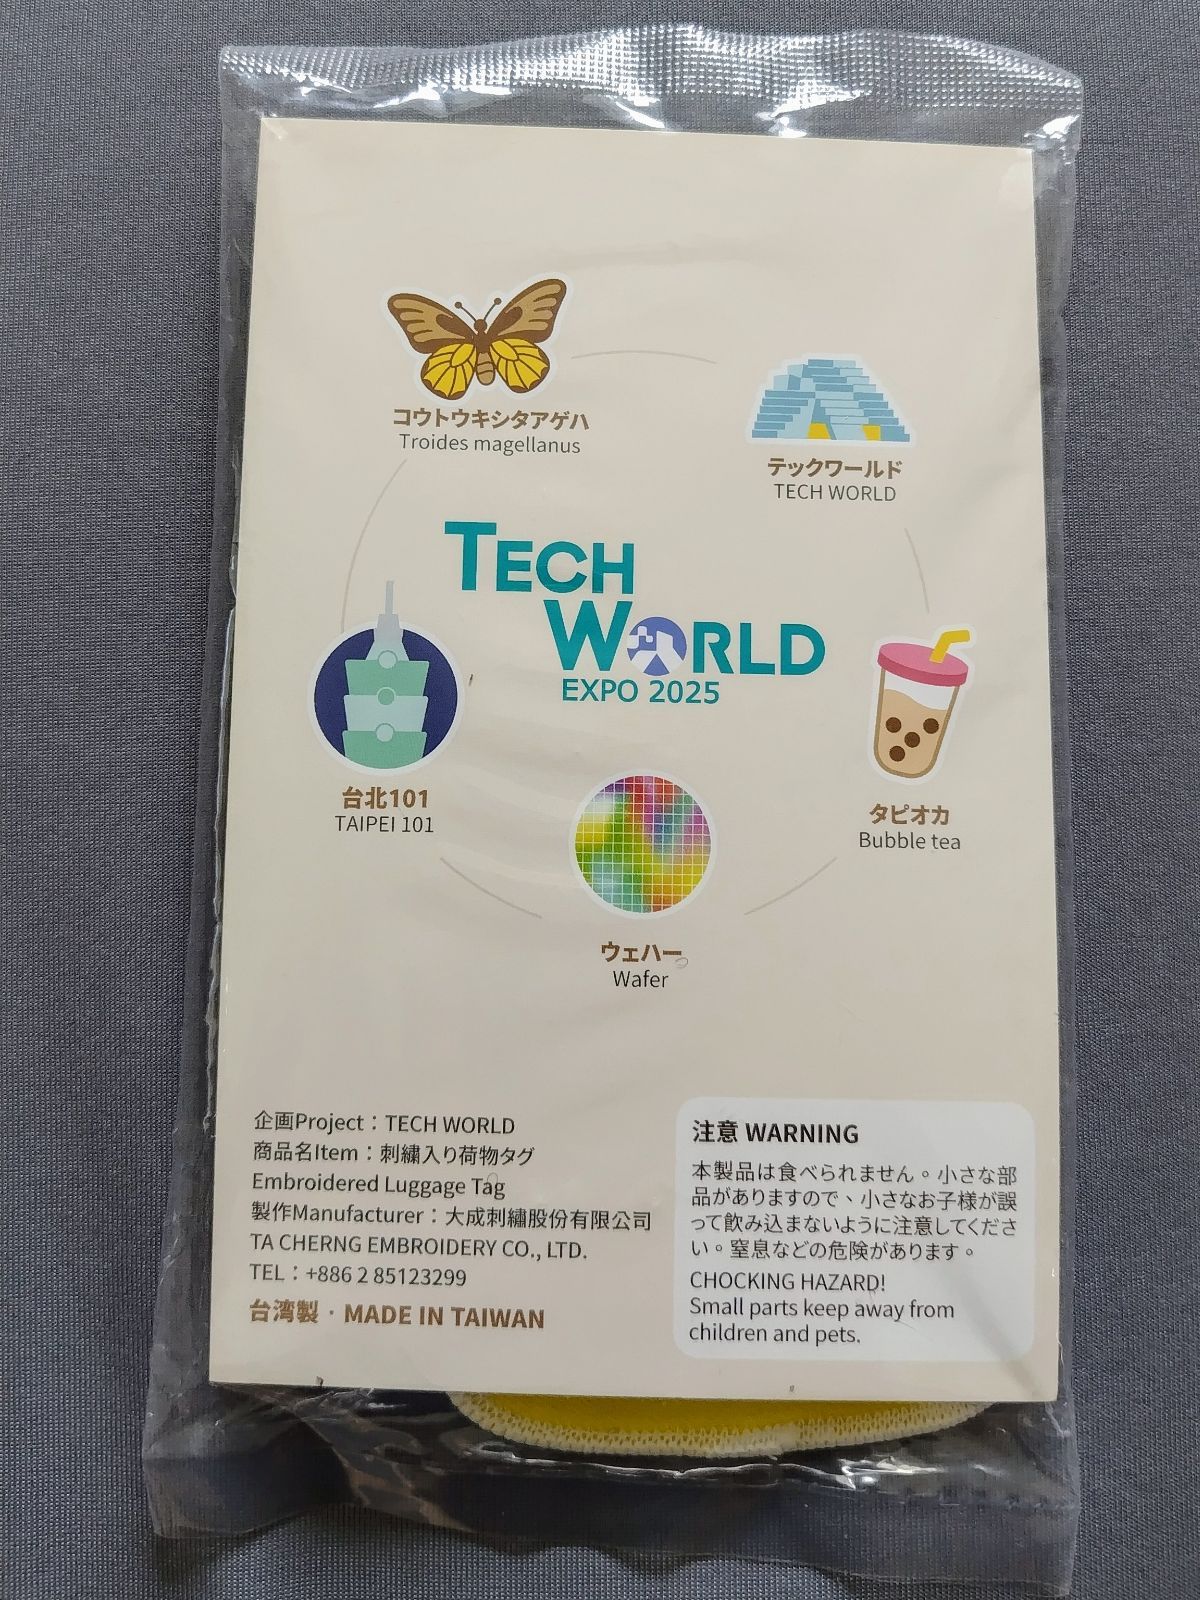 コウトウキシタアゲハ
Troides magellanus
テックワールド
TECH WORLD
TECH
WORLD
EXPO 2025
台北101
TAIPEI 101
タピオカ
Bubble tea
ウェハー
Wafer
企画Project：TECH WORLD
商品名Item：刺繍入り荷物タグ
Embroidered Luggage Tag
製作Manufacturer：大成刺繡股份有限公司
TA CHERNG EMBROIDERY CO., LTD.
TEL：+886 2 85123299
台湾製・MADE IN TAIWAN
注意 WARNING
本製品は食べられません。小さな部
品がありますので、小さなお子様が誤
って飲み込まないように注意してくださ
い。窒息などの危険があります。
CHOCKING HAZARD!
Small parts keep away from
children and pets.